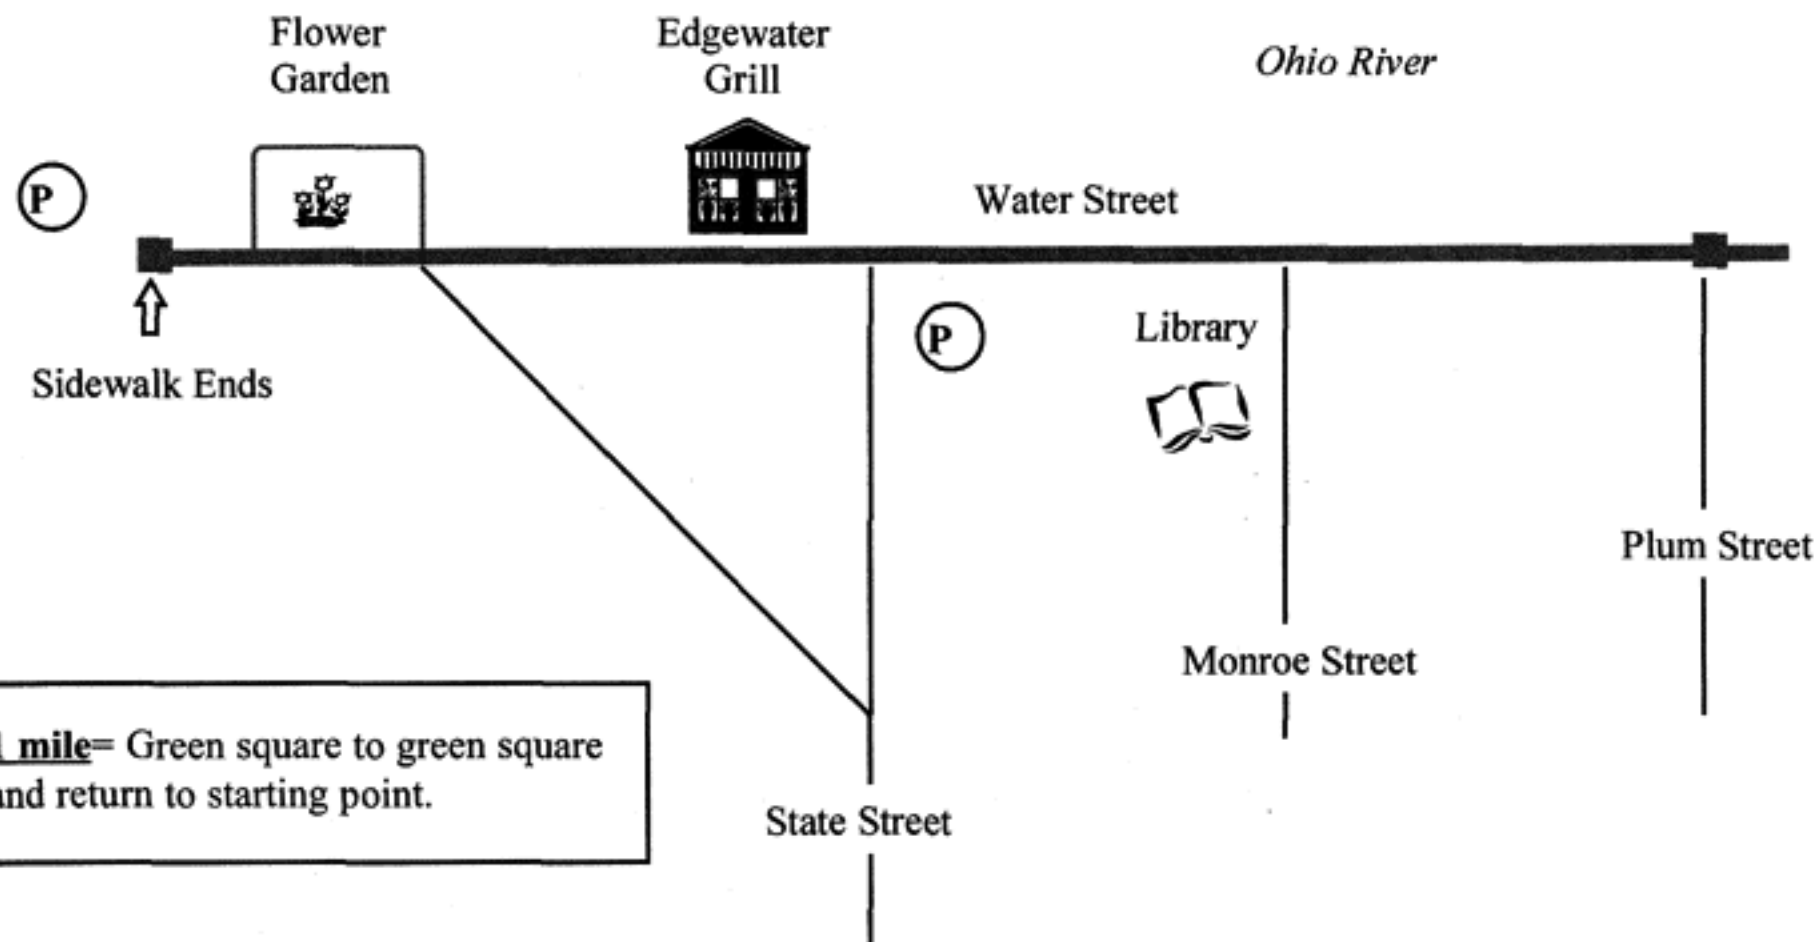 Flower
Garden
Edgewater
Grill
Ohio River
P
Water Street
P
Library
Sidewalk Ends
Plum Street
Monroe Street
mile= Green square to green square
and return to starting point.
State Street